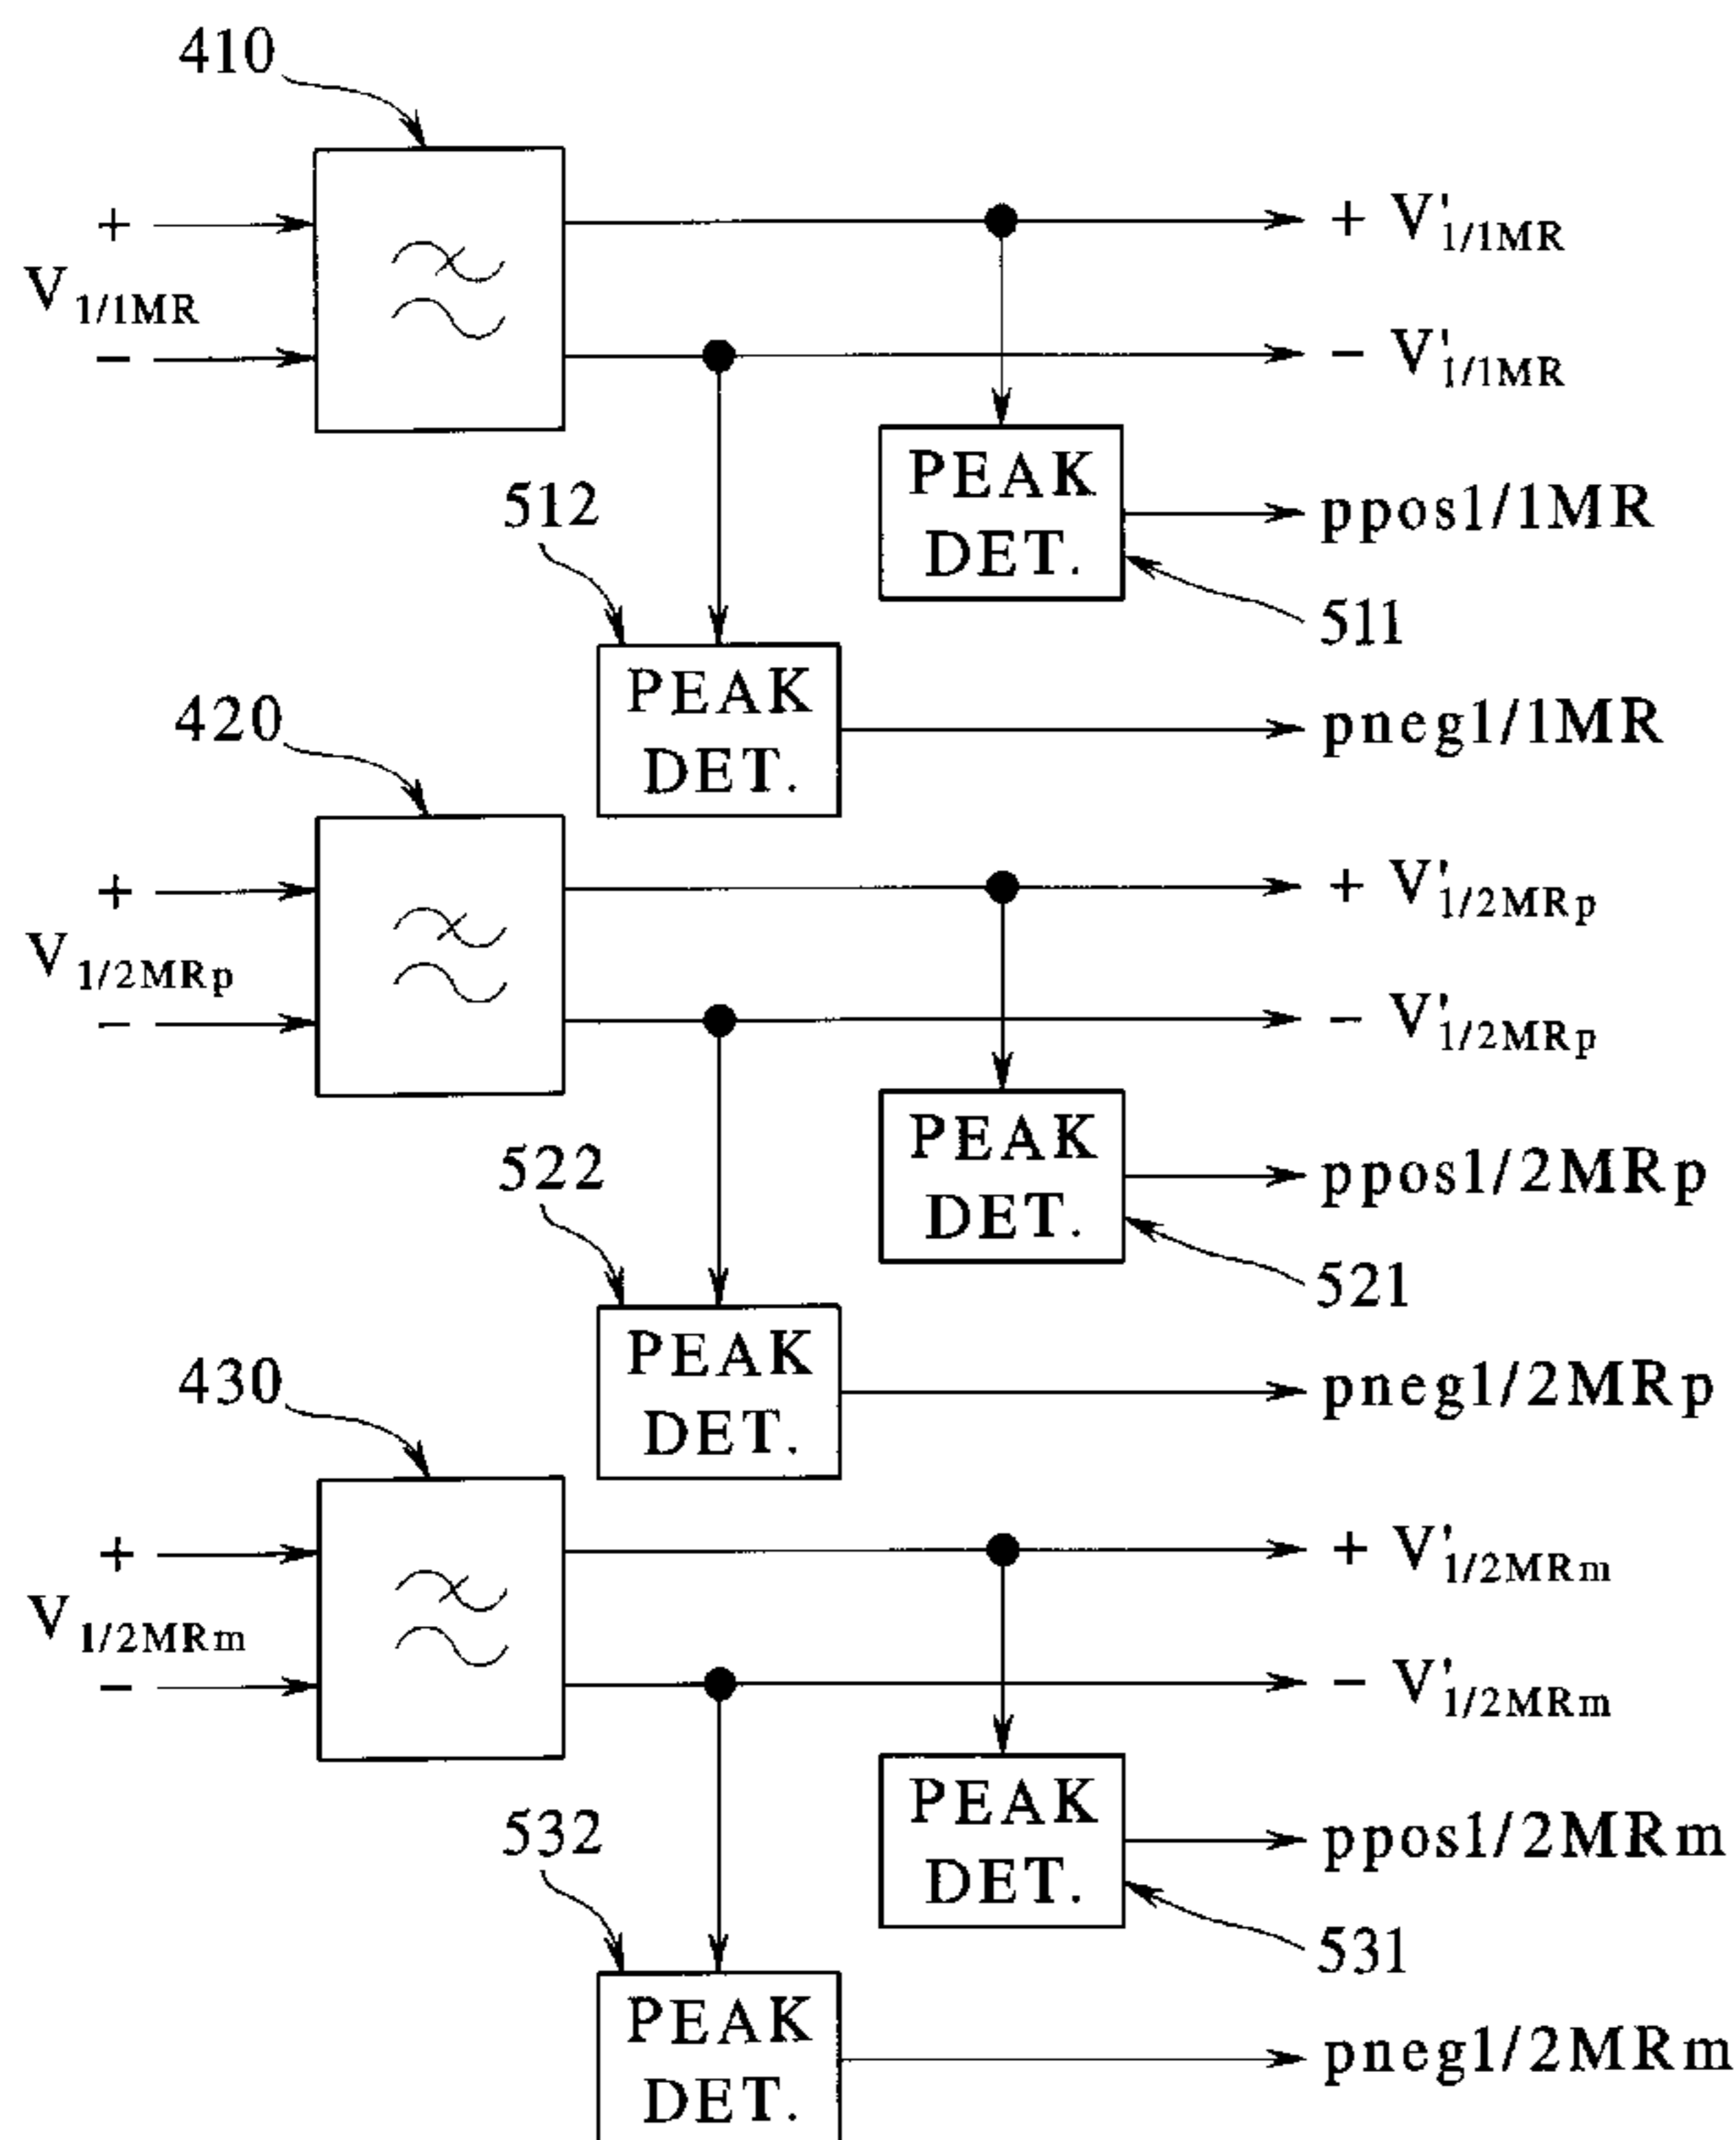 410
+
V1/1MR
−
+ V'1/1MR
− V'1/1MR
PEAK
DET.
ppos1/1MR
511
512
PEAK
DET.
pneg1/1MR
420
+
V1/2MRp
−
+ V'1/2MRp
− V'1/2MRp
PEAK
DET.
ppos1/2MRp
521
522
PEAK
DET.
pneg1/2MRp
430
+
V1/2MRm
−
+ V'1/2MRm
− V'1/2MRm
PEAK
DET.
ppos1/2MRm
531
532
PEAK
DET.
pneg1/2MRm